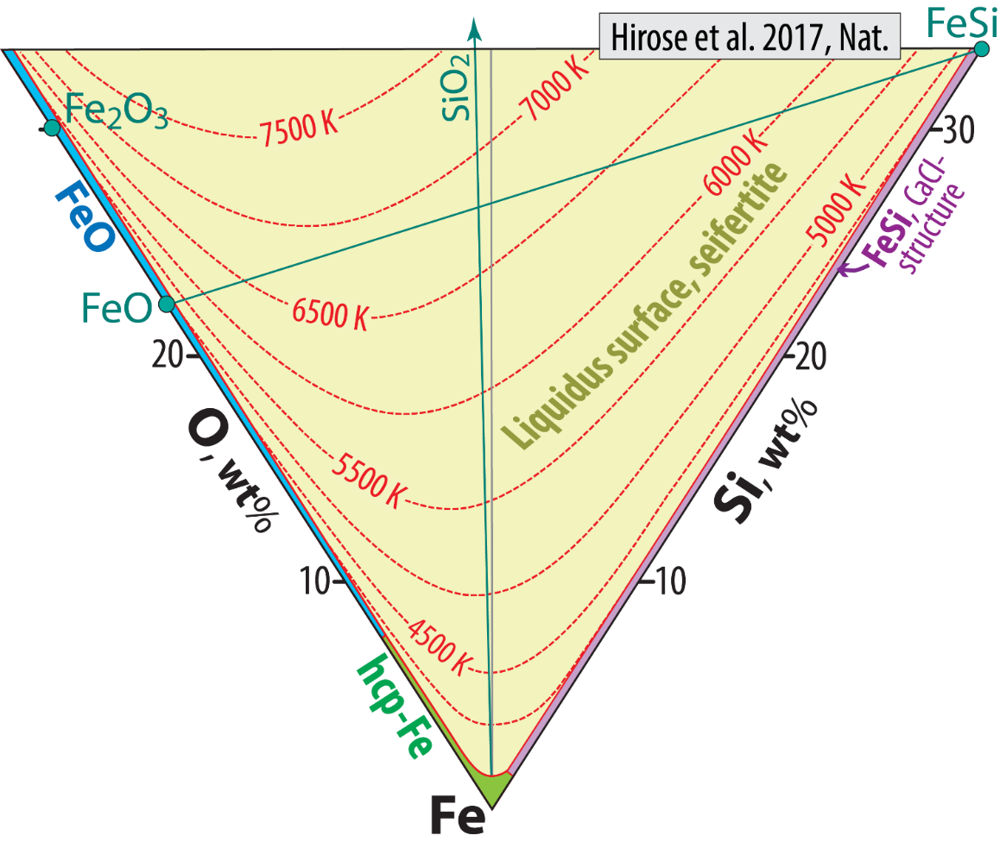 FeSi
Hirose et al. 2017, Nat.
SiO₂
7000 K
Fe₂O₃
7500 K
30
6000 K
FeO
5000 K
FeSi, CaCl-
structure
Liquidus surface, seifertite
FeO
6500 K
20
20
O, wt%
Si, wt%
5500 K
10
10
4500 K
hcp-Fe
Fe